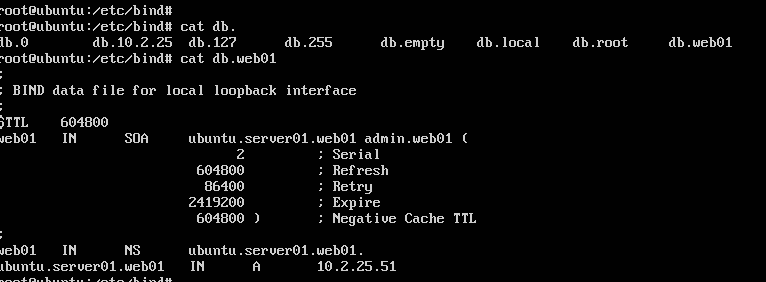 root@ubuntu:/etc/bind#
root@ubuntu:/etc/bind# cat db.
db.0 db.10.2.25 db.127 db.255 db.empty db.local db.root db.web01
root@ubuntu:/etc/bind# cat db.web01
;
; BIND data file for local loopback interface
;
$TTL 604800
web01 IN SOA ubuntu.server01.web01 admin.web01 (
2 ; Serial
604800 ; Refresh
86400 ; Retry
2419200 ; Expire
604800 ) ; Negative Cache TTL
;
web01 IN NS ubuntu.server01.web01.
ubuntu.server01.web01 IN A 10.2.25.51
root@ubuntu:/etc/bind#